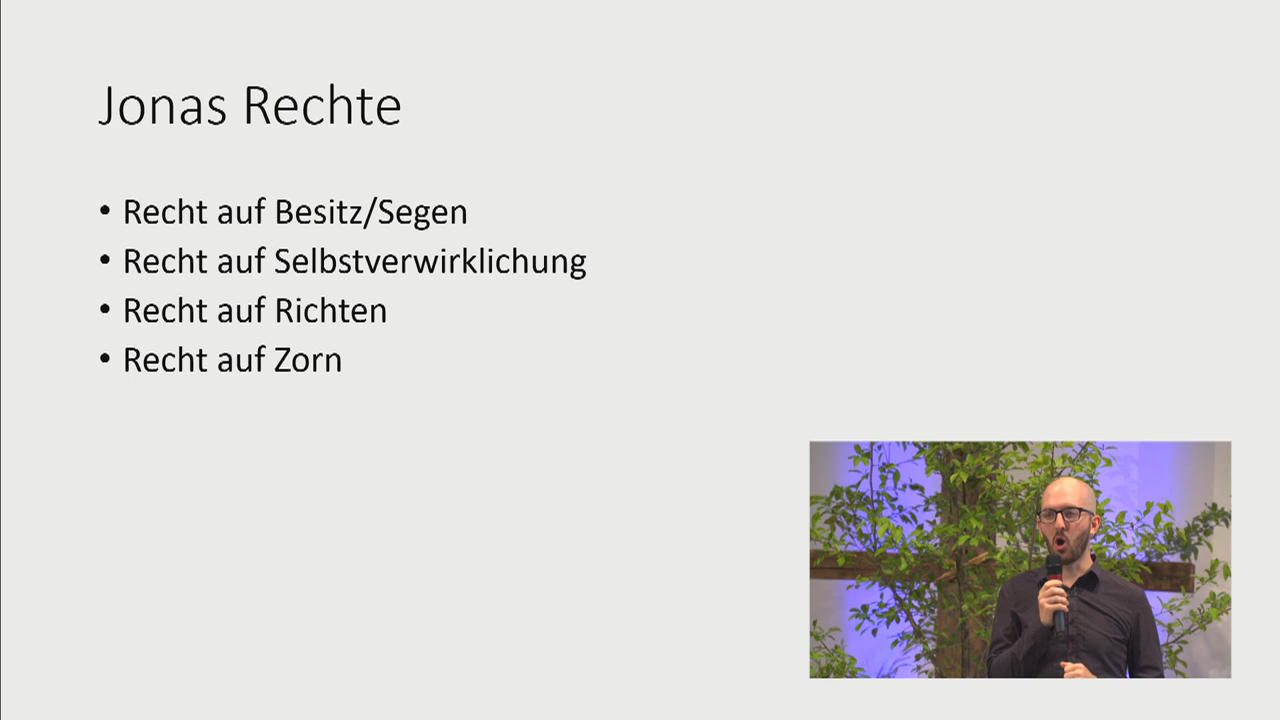 Jonas Rechte
• Recht auf Besitz/Segen
• Recht auf Selbstverwirklichung
• Recht auf Richten
• Recht auf Zorn